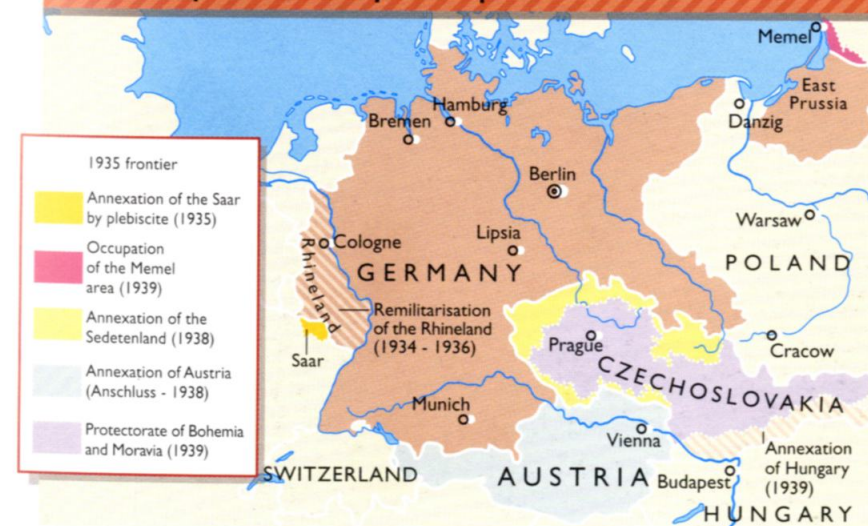 1935 frontier
Annexation of the Saar
by plebiscite (1935)
Occupation
of the Memel
area (1939)
Annexation of the
Sedetenland (1938)
Annexation of Austria
(Anschluss - 1938)
Protectorate of Bohemia
and Moravia (1939)
Memel
East
Prussia
Danzig
Hamburg
Bremen
Berlin
Warsaw
Lipsia
Cologne
Rhineland
GERMANY
POLAND
Remilitarisation
of the Rhineland
(1934 - 1936)
Saar
Prague
Cracow
CZECHOSLOVAKIA
Munich
Vienna
Annexation
of Hungary
(1939)
SWITZERLAND
AUSTRIA
Budapest
HUNGARY